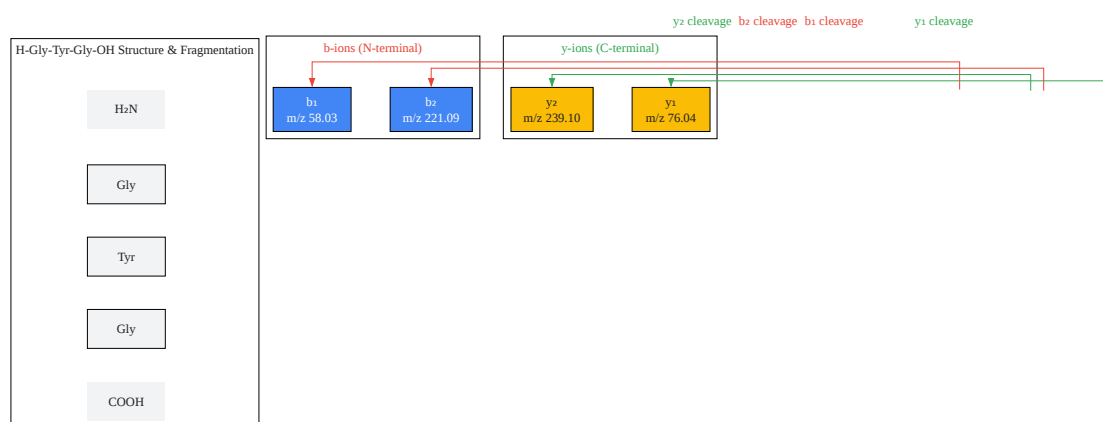 y₂ cleavage b₂ cleavage b₁ cleavage y₁ cleavage
H-Gly-Tyr-Gly-OH Structure & Fragmentation
H₂N
Gly
Tyr
Gly
COOH
b-ions (N-terminal)
b₁
m/z 58.03
b₂
m/z 221.09
y-ions (C-terminal)
y₂
m/z 239.10
y₁
m/z 76.04